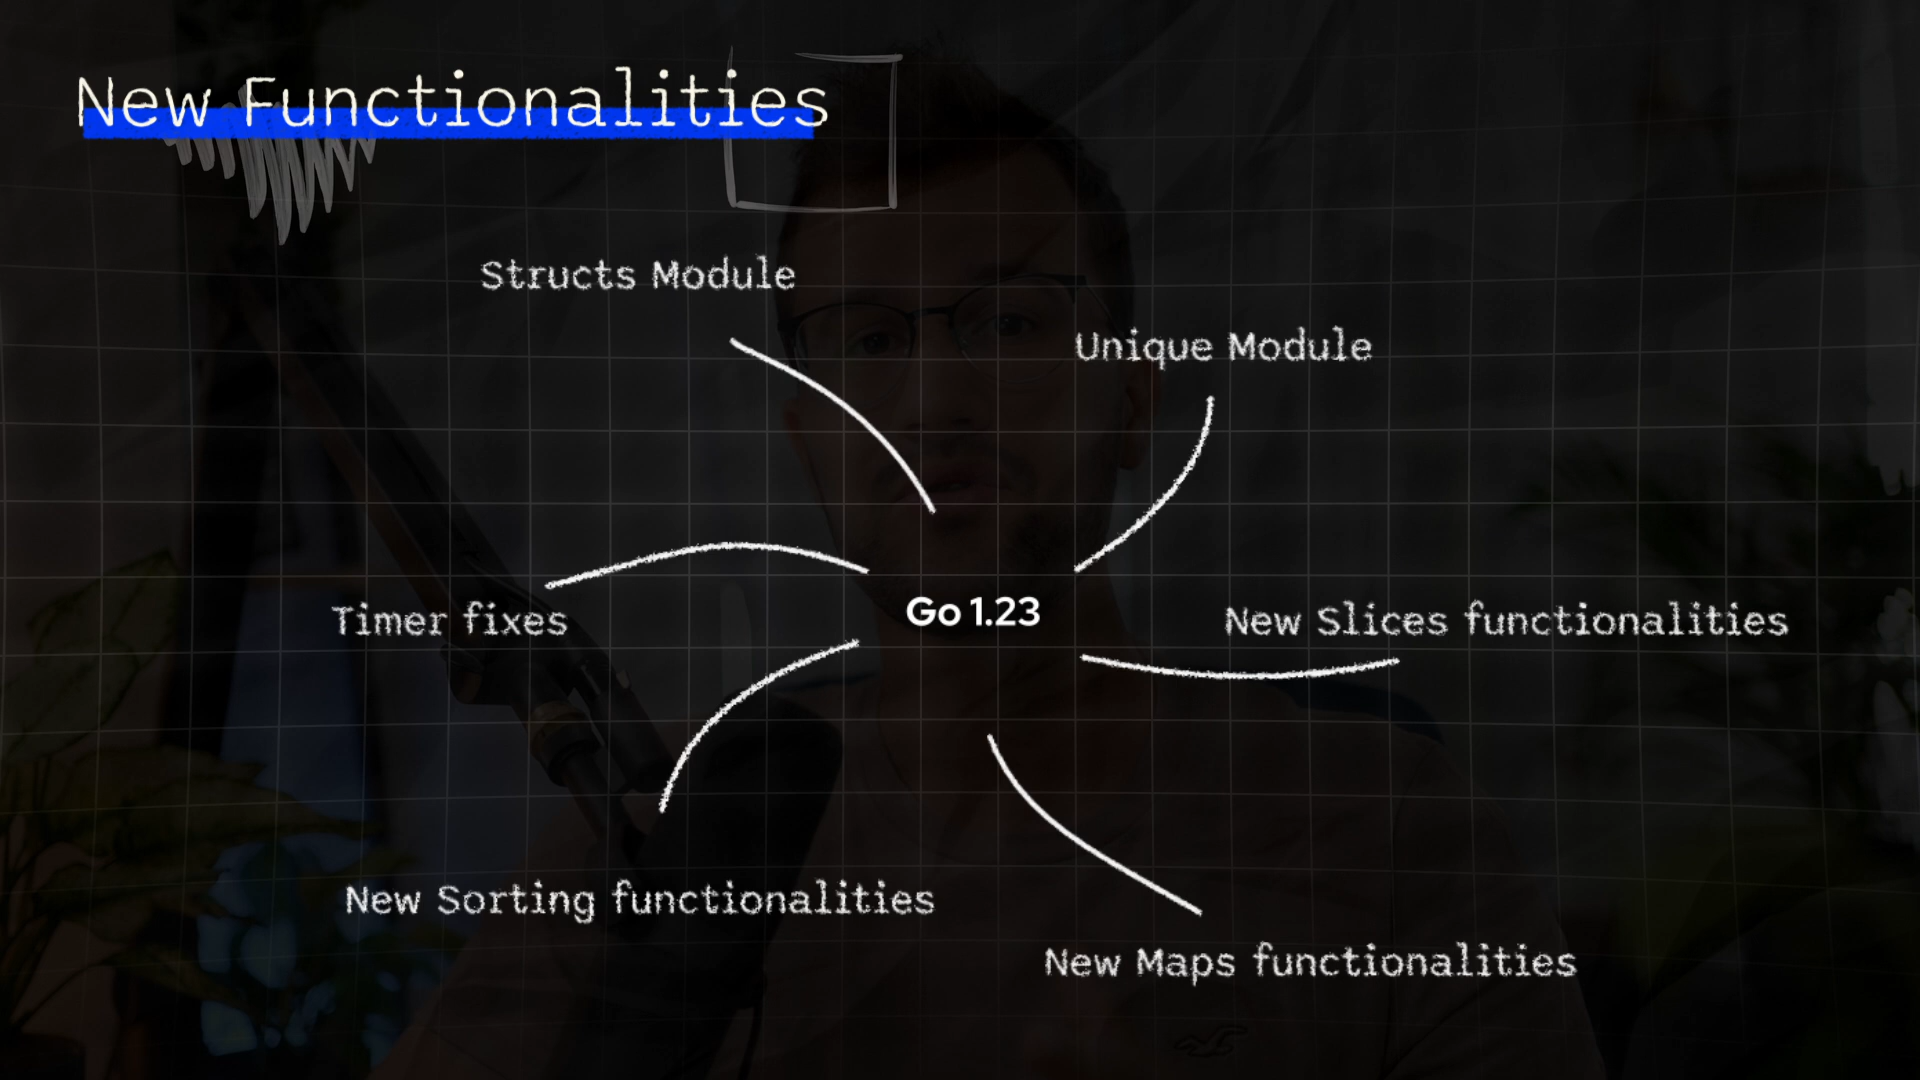 New Functionalities
Structs Module
Unique Module
Timer fixes
Go 1.23
New Slices functionalities
New Sorting functionalities
New Maps functionalities